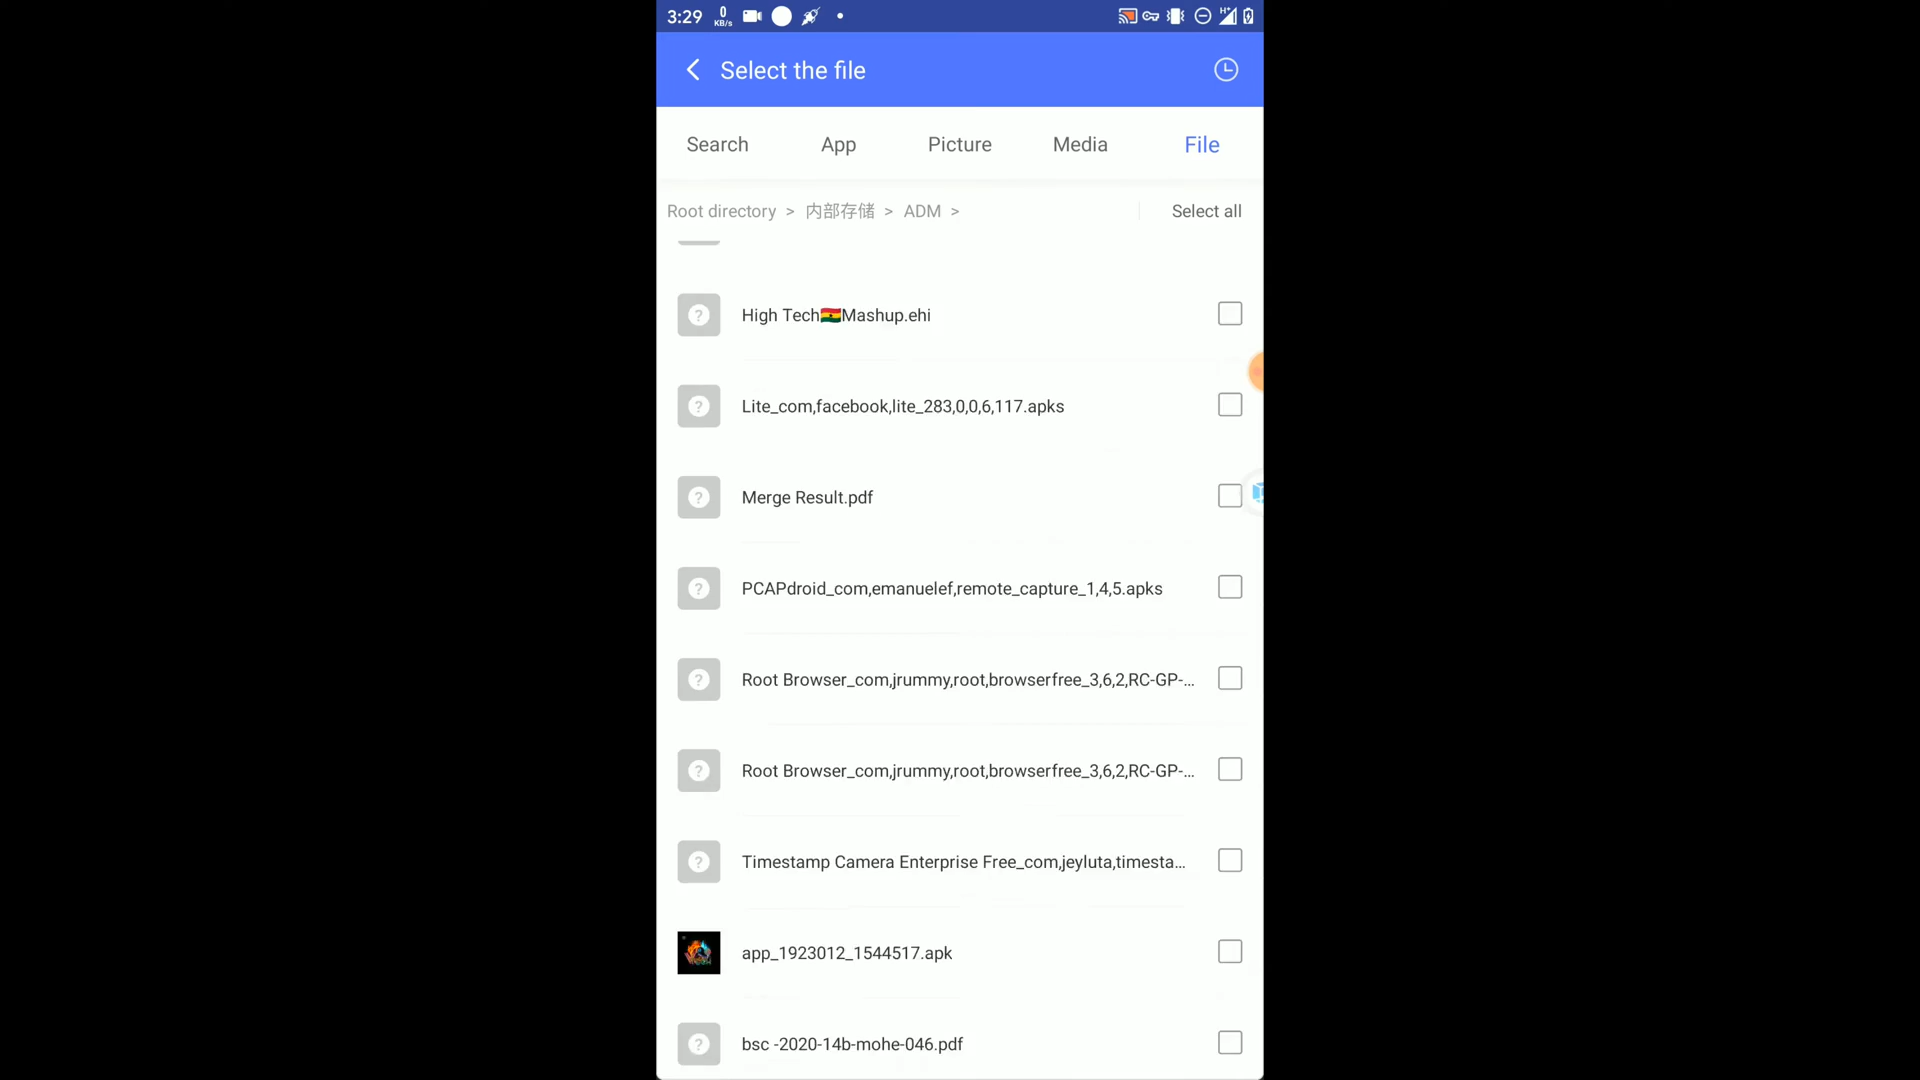 3:29 0 KB/s H+
Select the file
Search App Picture Media File
Root directory > 内部存储 > ADM > Select all
High Tech🇬🇭Mashup.ehi
Lite_com,facebook,lite_283,0,0,6,117.apks
Merge Result.pdf
PCAPdroid_com,emanuelef,remote_capture_1,4,5.apks
Root Browser_com,jrummy,root,browserfree_3,6,2,RC-GP-...
Root Browser_com,jrummy,root,browserfree_3,6,2,RC-GP-...
Timestamp Camera Enterprise Free_com,jeyluta,timesta...
app_1923012_1544517.apk
bsc -2020-14b-mohe-046.pdf